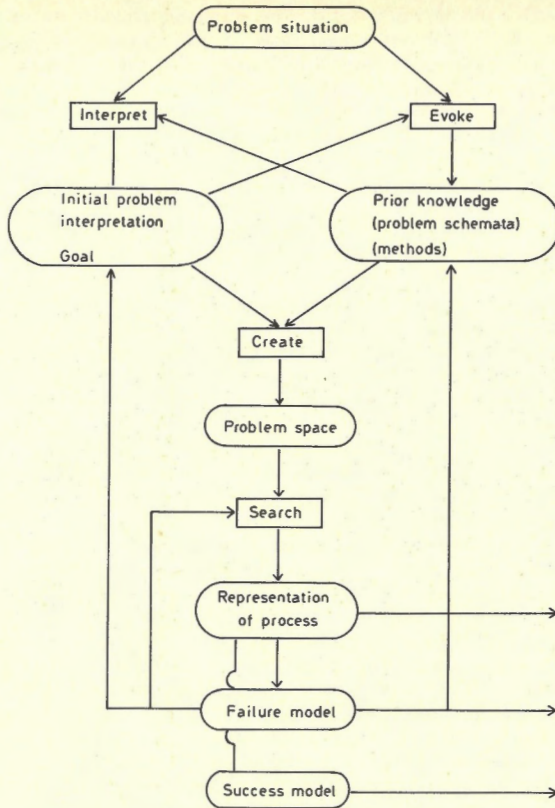 Problem situation
Interpret
Evoke
Initial problem
interpretation
Goal
Prior knowledge
(problem schemata)
(methods)
Create
Problem space
Search
Representation
of process
Failure model
Success model